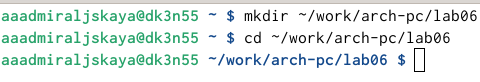 aaadmiraljskaya@dk3n55 ~ $ mkdir ~/work/arch-pc/lab06
aaadmiraljskaya@dk3n55 ~ $ cd ~/work/arch-pc/lab06
aaadmiraljskaya@dk3n55 ~/work/arch-pc/lab06 $